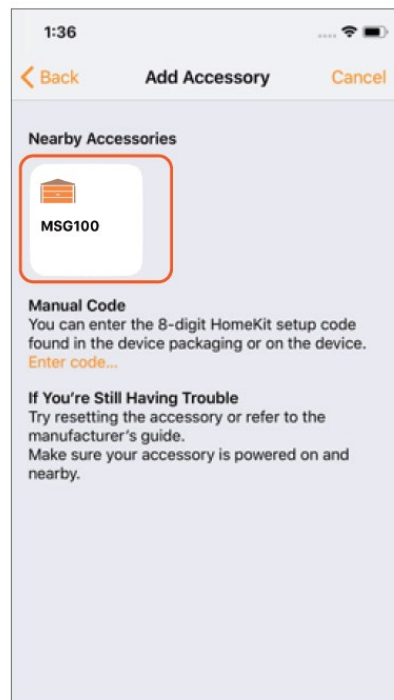 1:36
Back Add Accessory Cancel
Nearby Accessories
MSG100
Manual Code
You can enter the 8-digit HomeKit setup code
found in the device packaging or on the device.
Enter code...
If You're Still Having Trouble
Try resetting the accessory or refer to the
manufacturer's guide.
Make sure your accessory is powered on and
nearby.